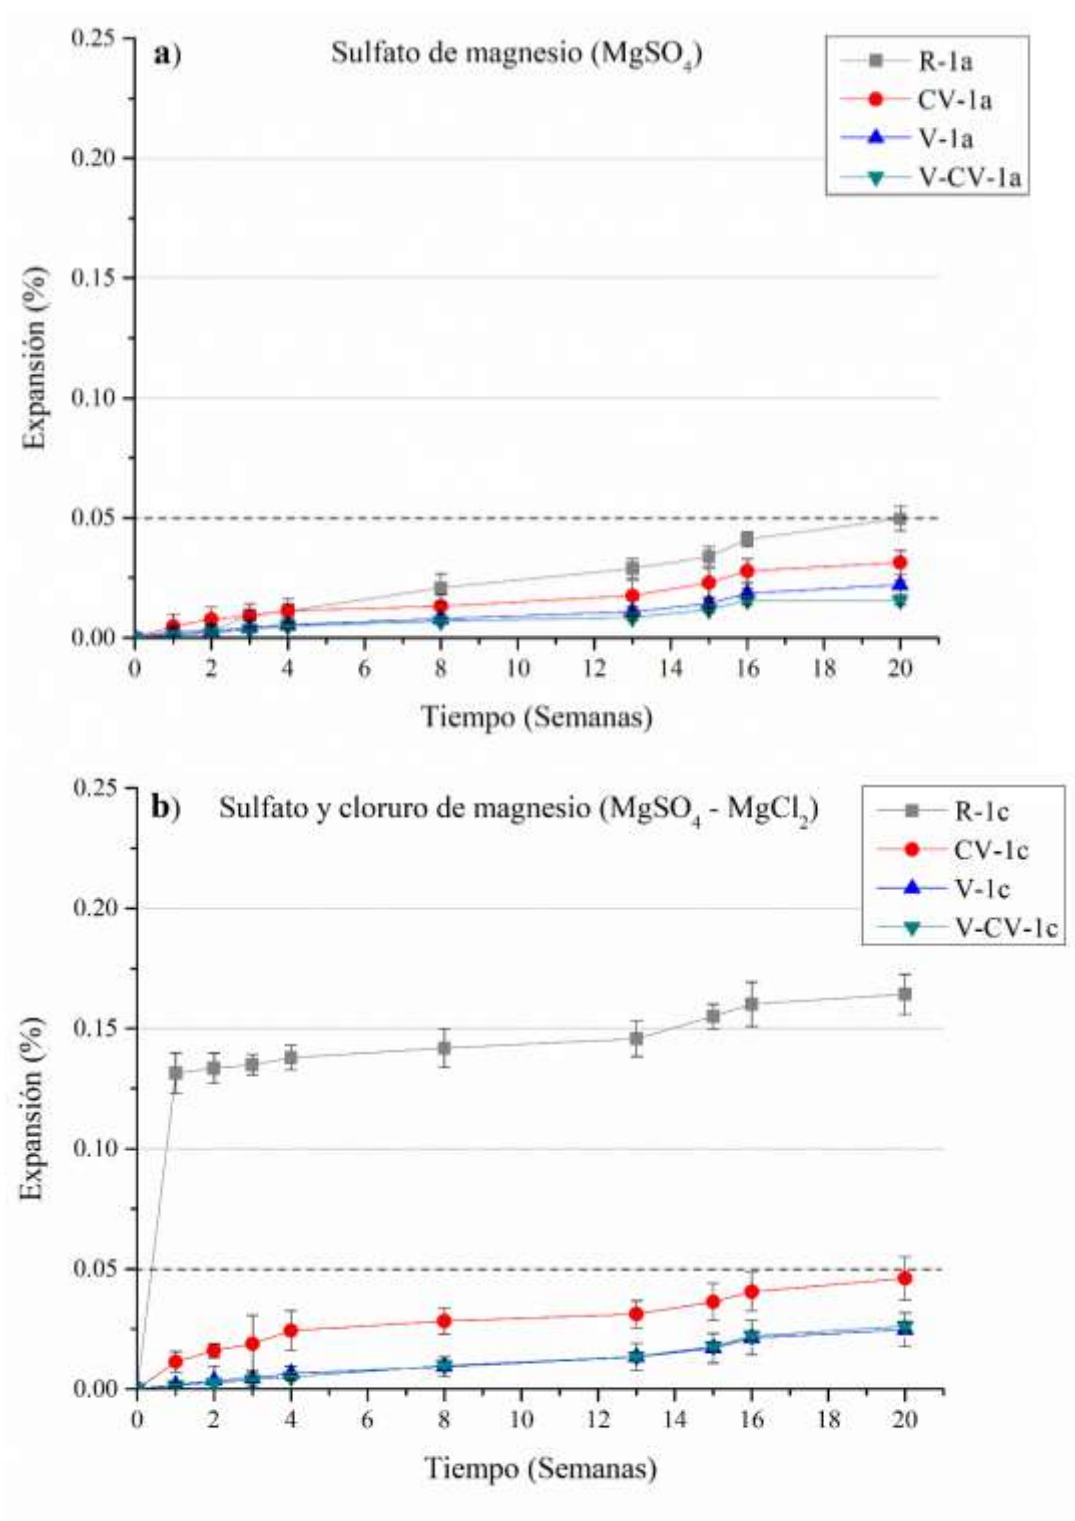 a) Sulfato de magnesio (MgSO4)
R-1a
CV-1a
V-1a
V-CV-1a
0.25
0.20
0.15
0.10
0.05
0.00
Expansión (%)
0 2 4 6 8 10 12 14 16 18 20
Tiempo (Semanas)
b) Sulfato y cloruro de magnesio (MgSO4 - MgCl2)
R-1c
CV-1c
V-1c
V-CV-1c
0.25
0.20
0.15
0.10
0.05
0.00
Expansión (%)
0 2 4 6 8 10 12 14 16 18 20
Tiempo (Semanas)